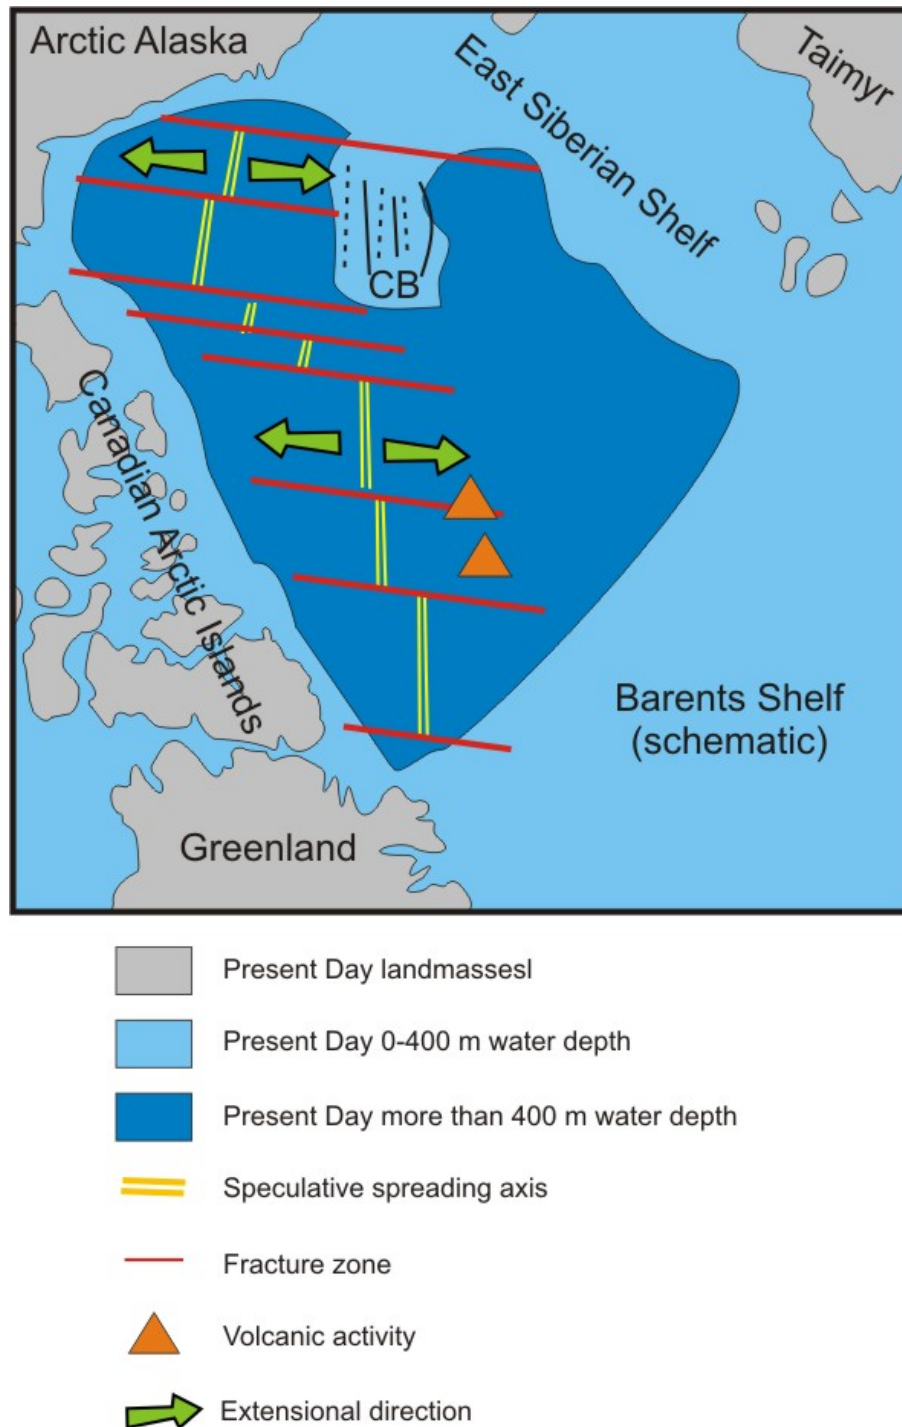 Arctic Alaska
East Siberian Shelf
Taimyr
CB
Canadian Arctic Islands
Barents Shelf
(schematic)
Greenland
Present Day landmassesl
Present Day 0-400 m water depth
Present Day more than 400 m water depth
Speculative spreading axis
Fracture zone
Volcanic activity
Extensional direction